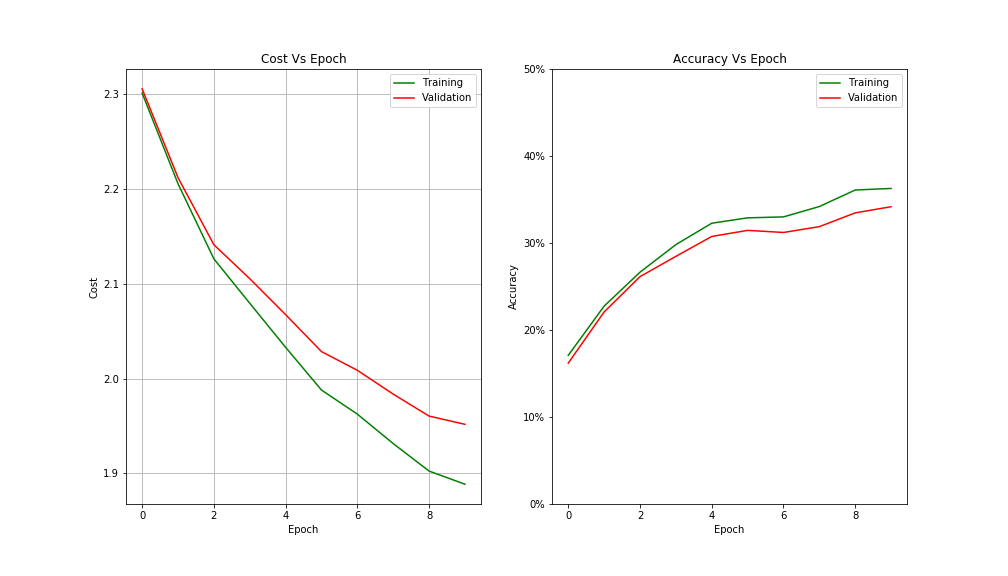 Cost Vs Epoch
Training
Validation
2.3
2.2
2.1
2.0
1.9
Cost
0 2 4 6 8
Epoch
Accuracy Vs Epoch
Training
Validation
50%
40%
30%
20%
10%
0%
Accuracy
0 2 4 6 8
Epoch